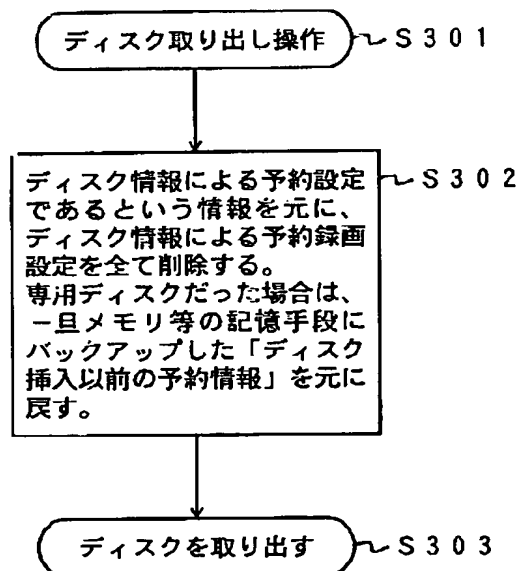 ディスク取り出し操作 S301
ディスク情報による予約設定 S302
であるという情報を元に、
ディスク情報による予約録画
設定を全て削除する。
専用ディスクだった場合は、
一旦メモリ等の記憶手段に
バックアップした「ディスク
挿入以前の予約情報」を元に
戻す。
ディスクを取り出す S303